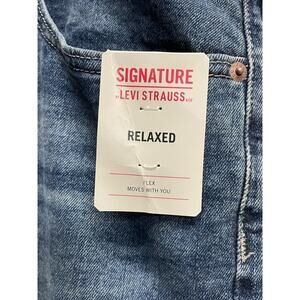 SIGNATURE
BY LEVI STRAUSS & CO
RELAXED
FLEX
MOVES WITH YOU